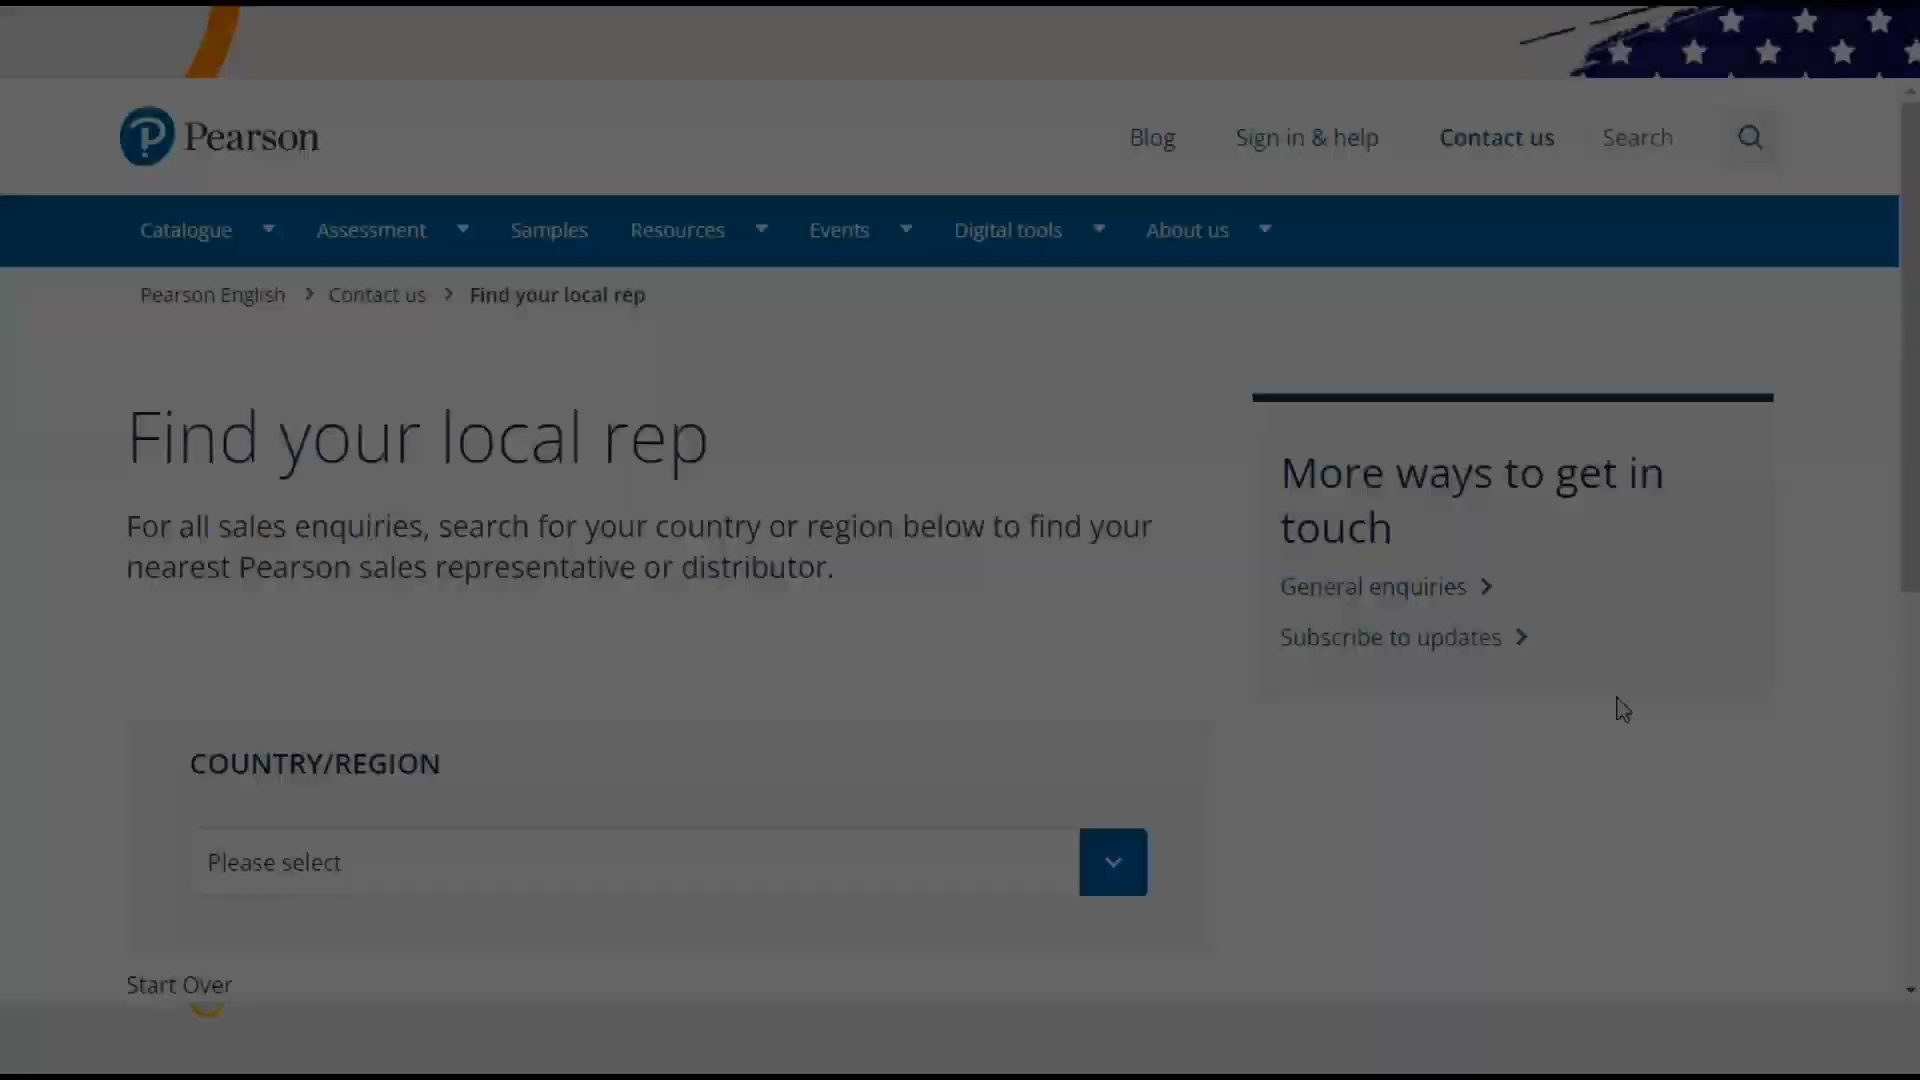 Pearson
Blog
Sign in & help
Contact us
Search
Catalogue
Assessment
Samples
Resources
Events
Digital tools
About us
Pearson English > Contact us > Find your local rep
Find your local rep
For all sales enquiries, search for your country or region below to find your
nearest Pearson sales representative or distributor.
More ways to get in
touch
General enquiries
Subscribe to updates
COUNTRY/REGION
Please select
Start Over